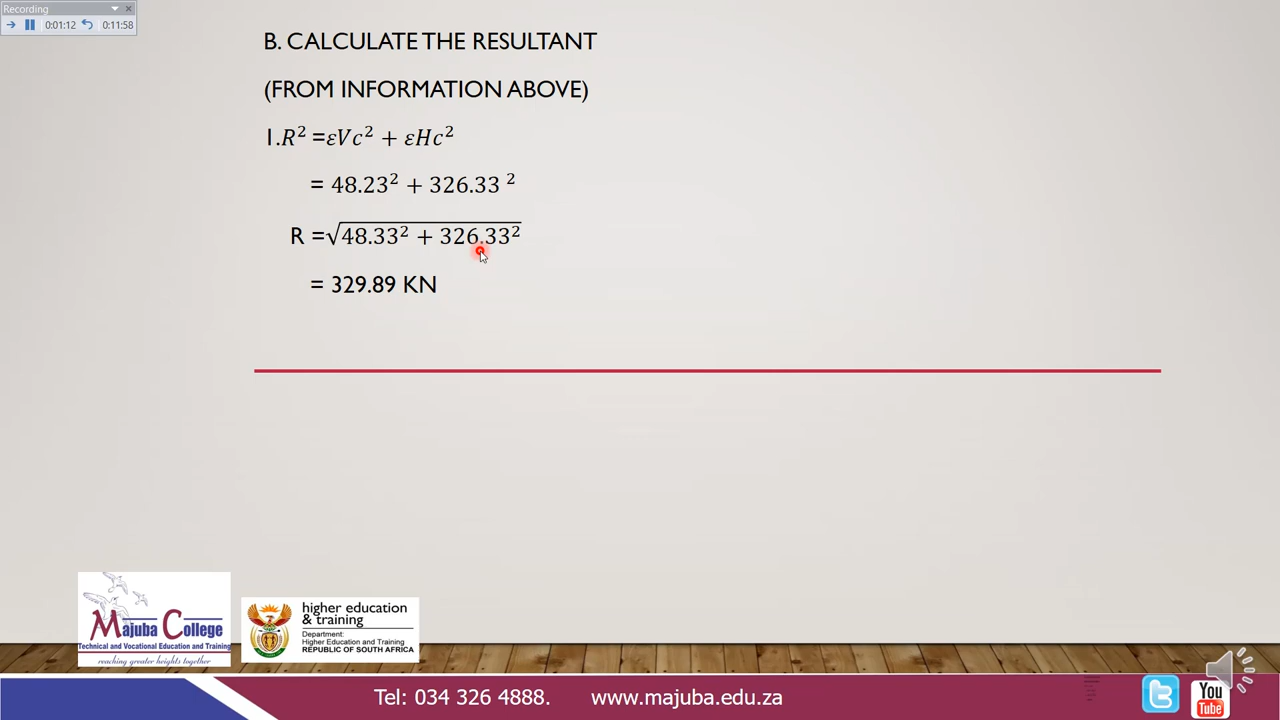 Recording
0:01:12 0:11:58
B. CALCULATE THE RESULTANT
(FROM INFORMATION ABOVE)
1.R² =εVc² + εHc²
= 48.23² + 326.33 ²
R =√48.33² + 326.33²
= 329.89 KN
Majuba College
Technical and Vocational Education and Training
reaching greater heights together
higher education
& training
Department:
Higher Education and Training
REPUBLIC OF SOUTH AFRICA
Tel: 034 326 4888. www.majuba.edu.za
You
Tube